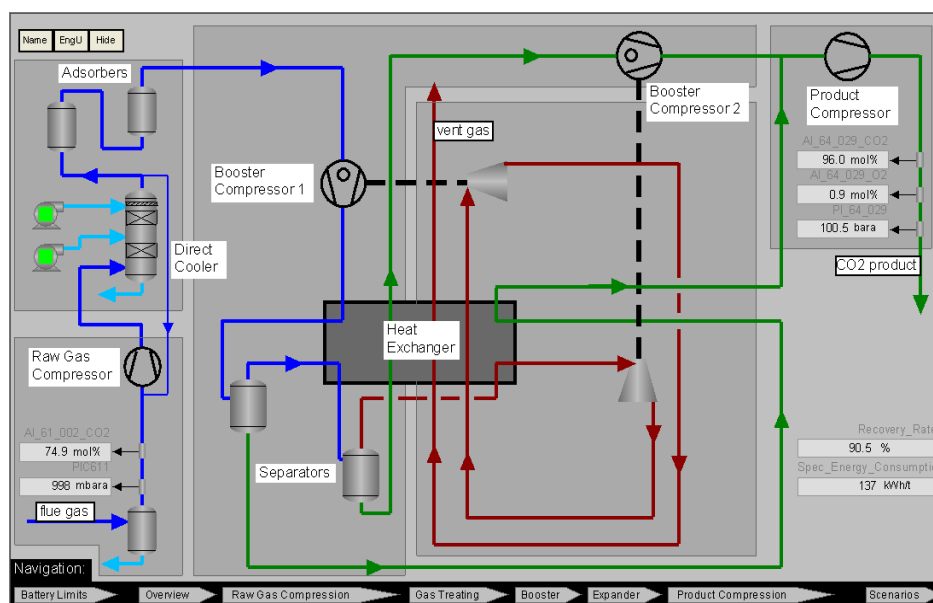 Name EngU Hide
Adsorbers
Direct
Cooler
Raw Gas
Compressor
AI_61_002_CO2
74.9 mol%
PIC611
998 mbara
flue gas
Booster
Compressor 1
vent gas
Booster
Compressor 2
Heat
Exchanger
Separators
Product
Compressor
AI_64_029_CO2
96.0 mol%
AI_64_029_O2
0.9 mol%
PI_64_029
100.5 bara
CO2 product
Recovery_Rate
90.5 %
Spec_Energy_Consumptio
137 kWh/t
Navigation:
Battery Limits Overview Raw Gas Compression Gas Treating Booster Expander Product Compression Scenarios